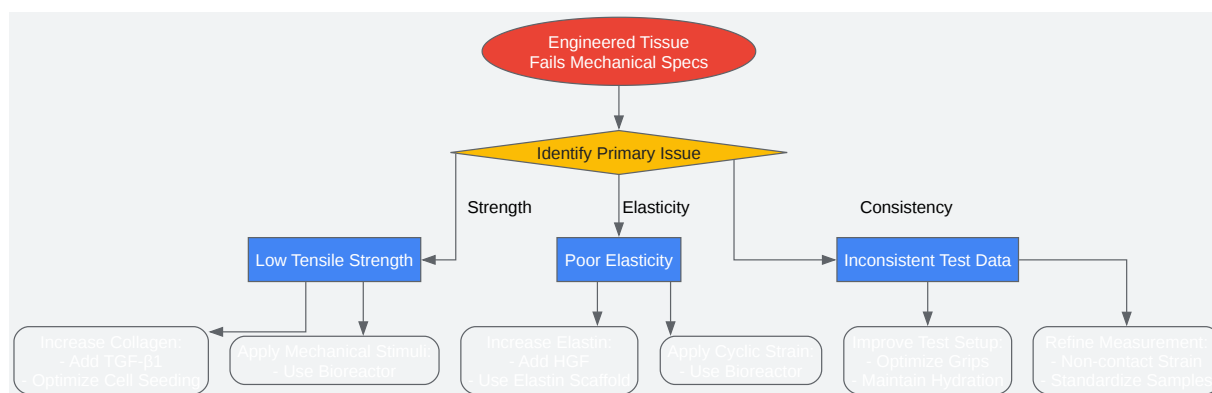 Engineered Tissue
Fails Mechanical Specs
Identify Primary Issue
Strength
Elasticity
Consistency
Low Tensile Strength
Poor Elasticity
Inconsistent Test Data
Increase Collagen:
- Add TGF-β1
- Optimize Cell Seeding
Apply Mechanical Stimuli:
- Use Bioreactor
Increase Elastin:
- Add HGF
- Use Elastin Scaffold
Apply Cyclic Strain:
- Use Bioreactor
Improve Test Setup:
- Optimize Grips
- Maintain Hydration
Refine Measurement:
- Non-contact Strain
- Standardize Samples